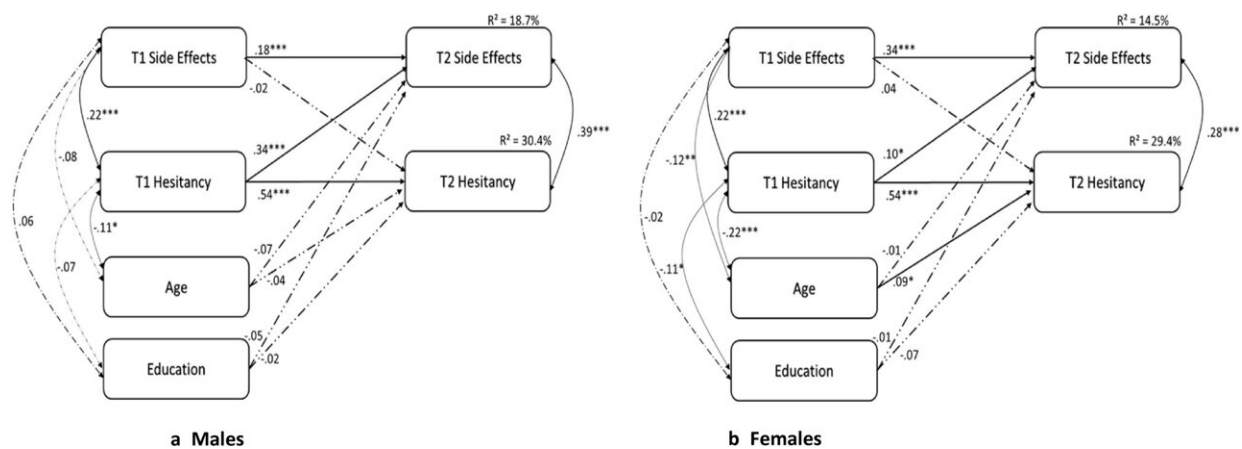 R² = 18.7%
T1 Side Effects
.18***
T2 Side Effects
-.02
.22***
.39***
R² = 30.4%
-.08
.34***
T1 Hesitancy
T2 Hesitancy
.54***
.06
-.11*
-.07
-.07
Age
-.04
-.05
Education
-.02
a Males
R² = 14.5%
T1 Side Effects
.34***
T2 Side Effects
.04
.22***
.28***
R² = 29.4%
-.12**
.10*
T1 Hesitancy
T2 Hesitancy
.54***
-.02
-.22***
-.01
-.11*
Age
.09*
-.01
Education
-.07
b Females